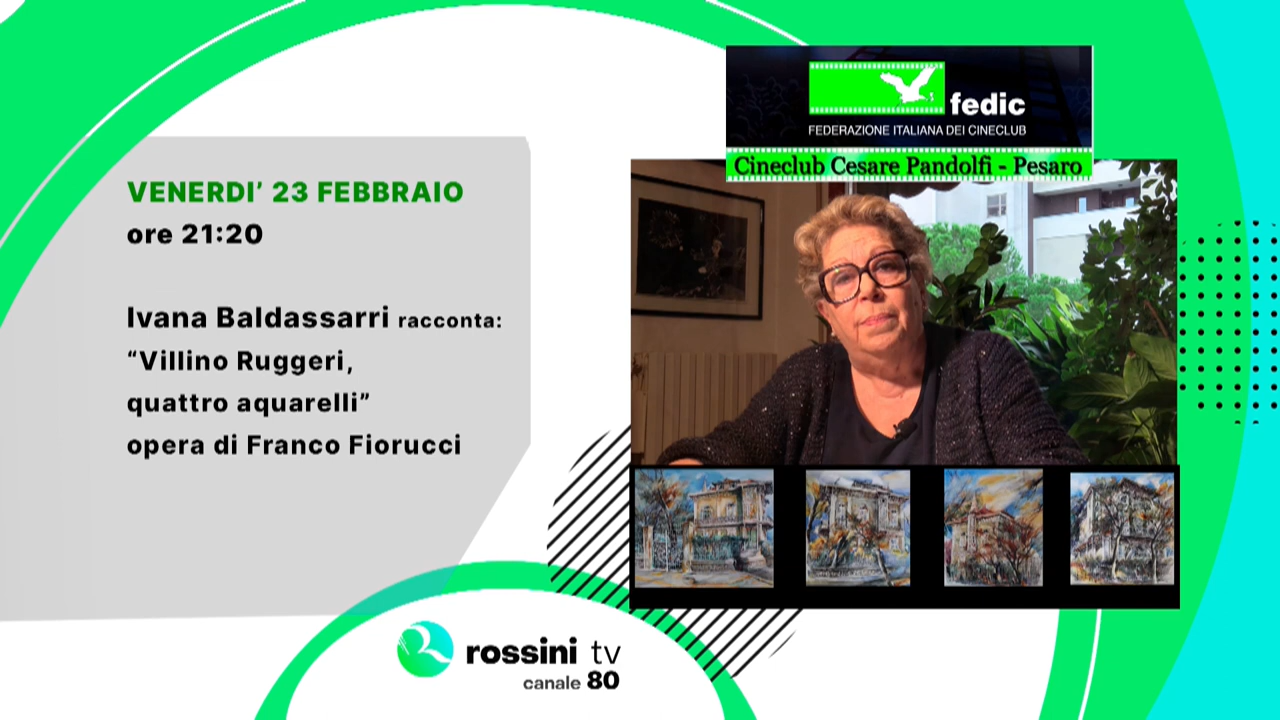 fedic
FEDERAZIONE ITALIANA DEI CINECLUB
Cineclub Cesare Pandolfi - Pesaro
VENERDI’ 23 FEBBRAIO
ore 21:20
Ivana Baldassarri racconta:
“Villino Ruggeri,
quattro aquarelli”
opera di Franco Fiorucci
rossini tv
canale 80